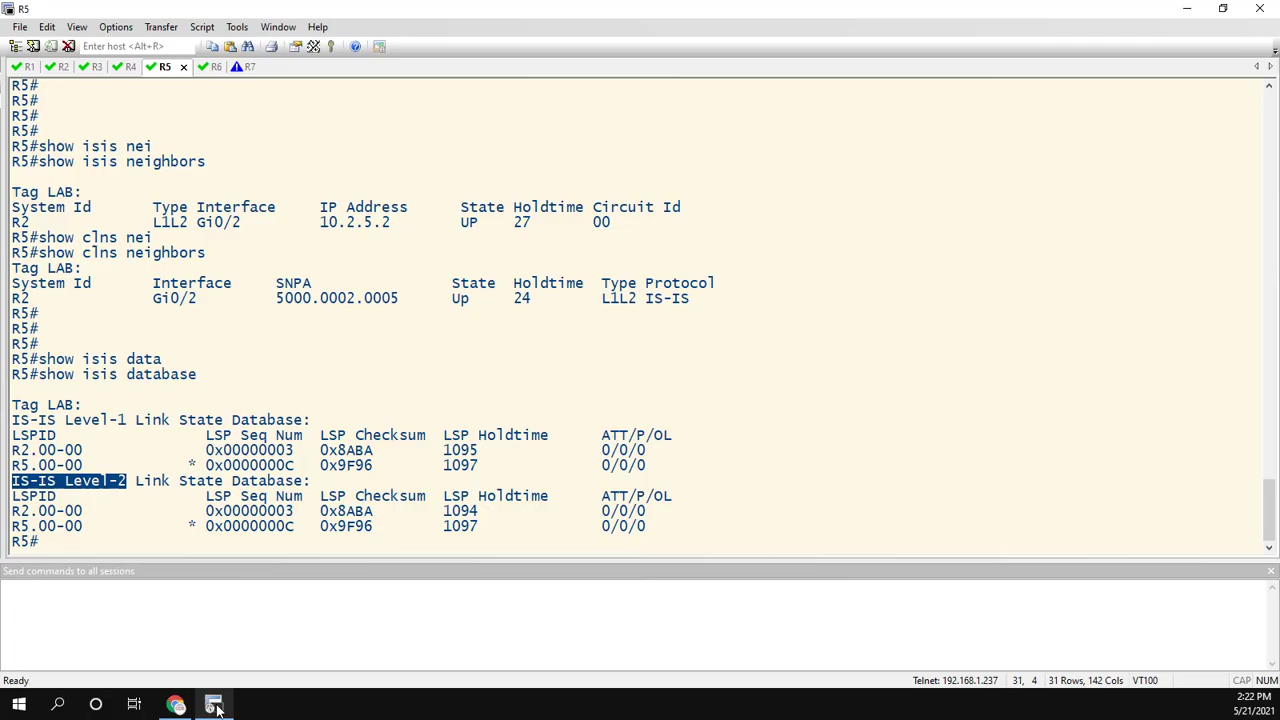 R5
File Edit View Options Transfer Script Tools Window Help
Enter host <Alt+R>
R1 R2 R3 R4 R5 R6 R7
R5#
R5#
R5#
R5#
R5#show isis nei
R5#show isis neighbors
Tag LAB:
System Id Type Interface IP Address State Holdtime Circuit Id
R2 L1L2 Gi0/2 10.2.5.2 UP 27 00
R5#show clns nei
R5#show clns neighbors
Tag LAB:
System Id Interface SNPA State Holdtime Type Protocol
R2 Gi0/2 5000.0002.0005 Up 24 L1L2 IS-IS
R5#
R5#
R5#
R5#show isis data
R5#show isis database
Tag LAB:
IS-IS Level-1 Link State Database:
LSPID LSP Seq Num LSP Checksum LSP Holdtime ATT/P/OL
R2.00-00 0x00000003 0x8ABA 1095 0/0/0
R5.00-00 * 0x0000000C 0x9F96 1097 0/0/0
IS-IS Level-2 Link State Database:
LSPID LSP Seq Num LSP Checksum LSP Holdtime ATT/P/OL
R2.00-00 0x00000003 0x8ABA 1094 0/0/0
R5.00-00 * 0x0000000C 0x9F96 1097 0/0/0
R5#
Send commands to all sessions
Ready Telnet: 192.168.1.237 31, 4 31 Rows, 142 Cols VT100 CAP NUM
2:22 PM
5/21/2021